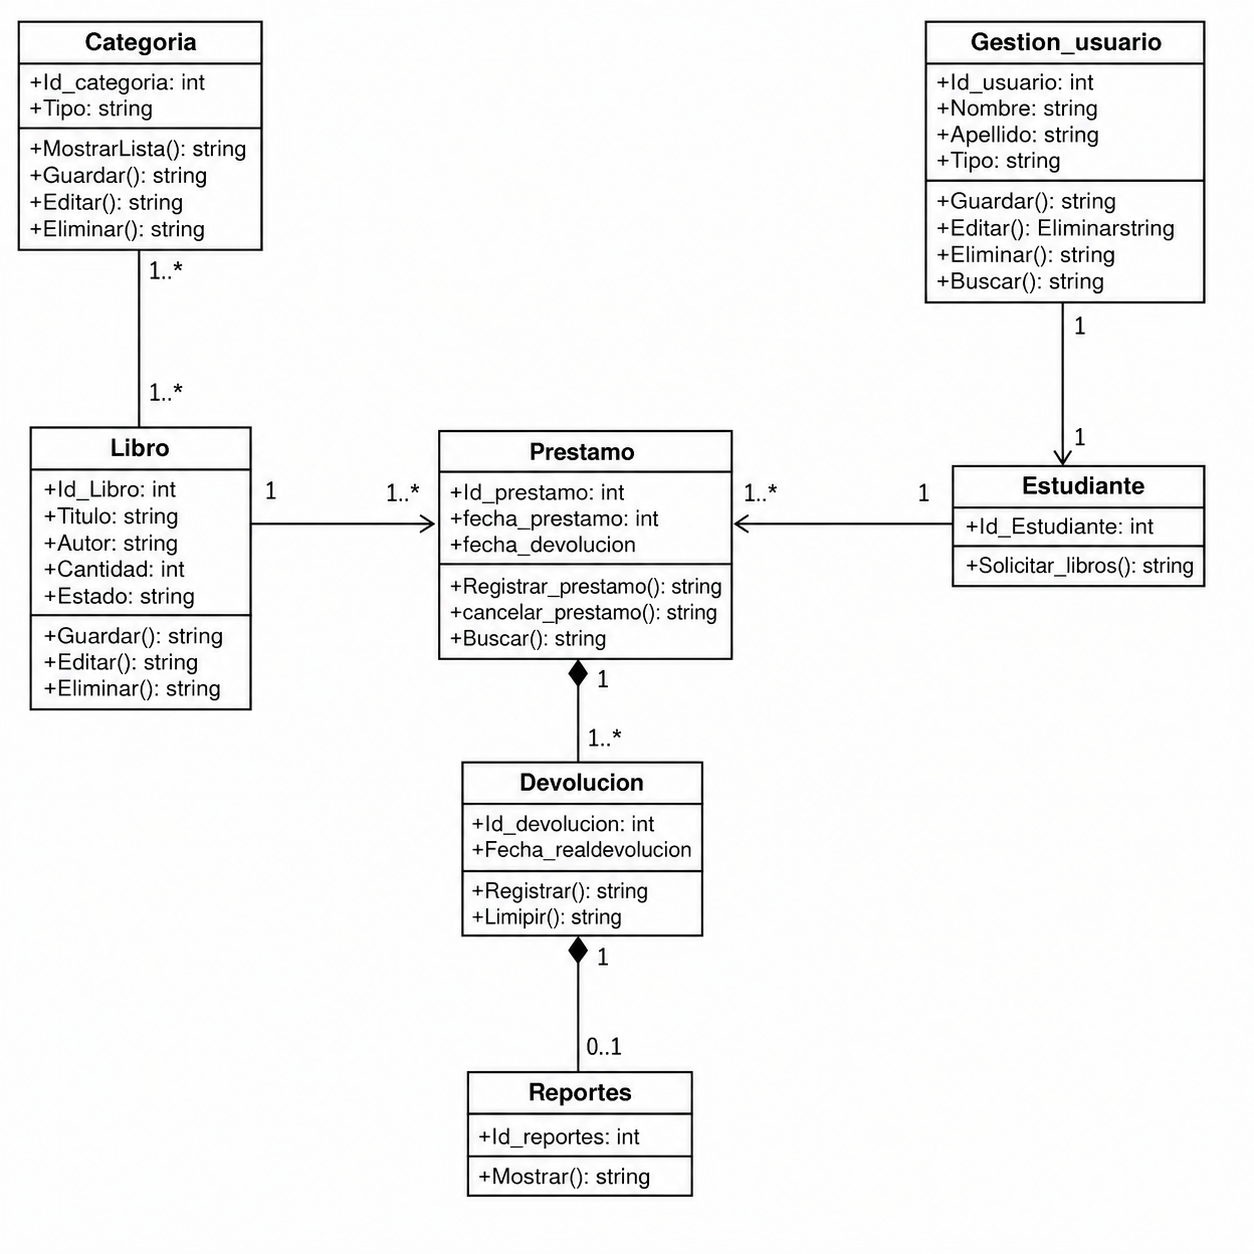 Categoria
+Id_categoria: int
+Tipo: string
+MostrarLista(): string
+Guardar(): string
+Editar(): string
+Eliminar(): string
1..*
1..*
Gestion_usuario
+Id_usuario: int
+Nombre: string
+Apellido: string
+Tipo: string
+Guardar(): string
+Editar(): Eliminarstring
+Eliminar(): string
+Buscar(): string
1
1
Libro
+Id_Libro: int
+Titulo: string
+Autor: string
+Cantidad: int
+Estado: string
+Guardar(): string
+Editar(): string
+Eliminar(): string
1
1..*
Prestamo
+Id_prestamo: int
+fecha_prestamo: int
+fecha_devolucion
+Registrar_prestamo(): string
+cancelar_prestamo(): string
+Buscar(): string
1..*
1
Estudiante
+Id_Estudiante: int
+Solicitar_libros(): string
1
1..*
Devolucion
+Id_devolucion: int
+Fecha_realdevolucion
+Registrar(): string
+Limipir(): string
1
0..1
Reportes
+Id_reportes: int
+Mostrar(): string